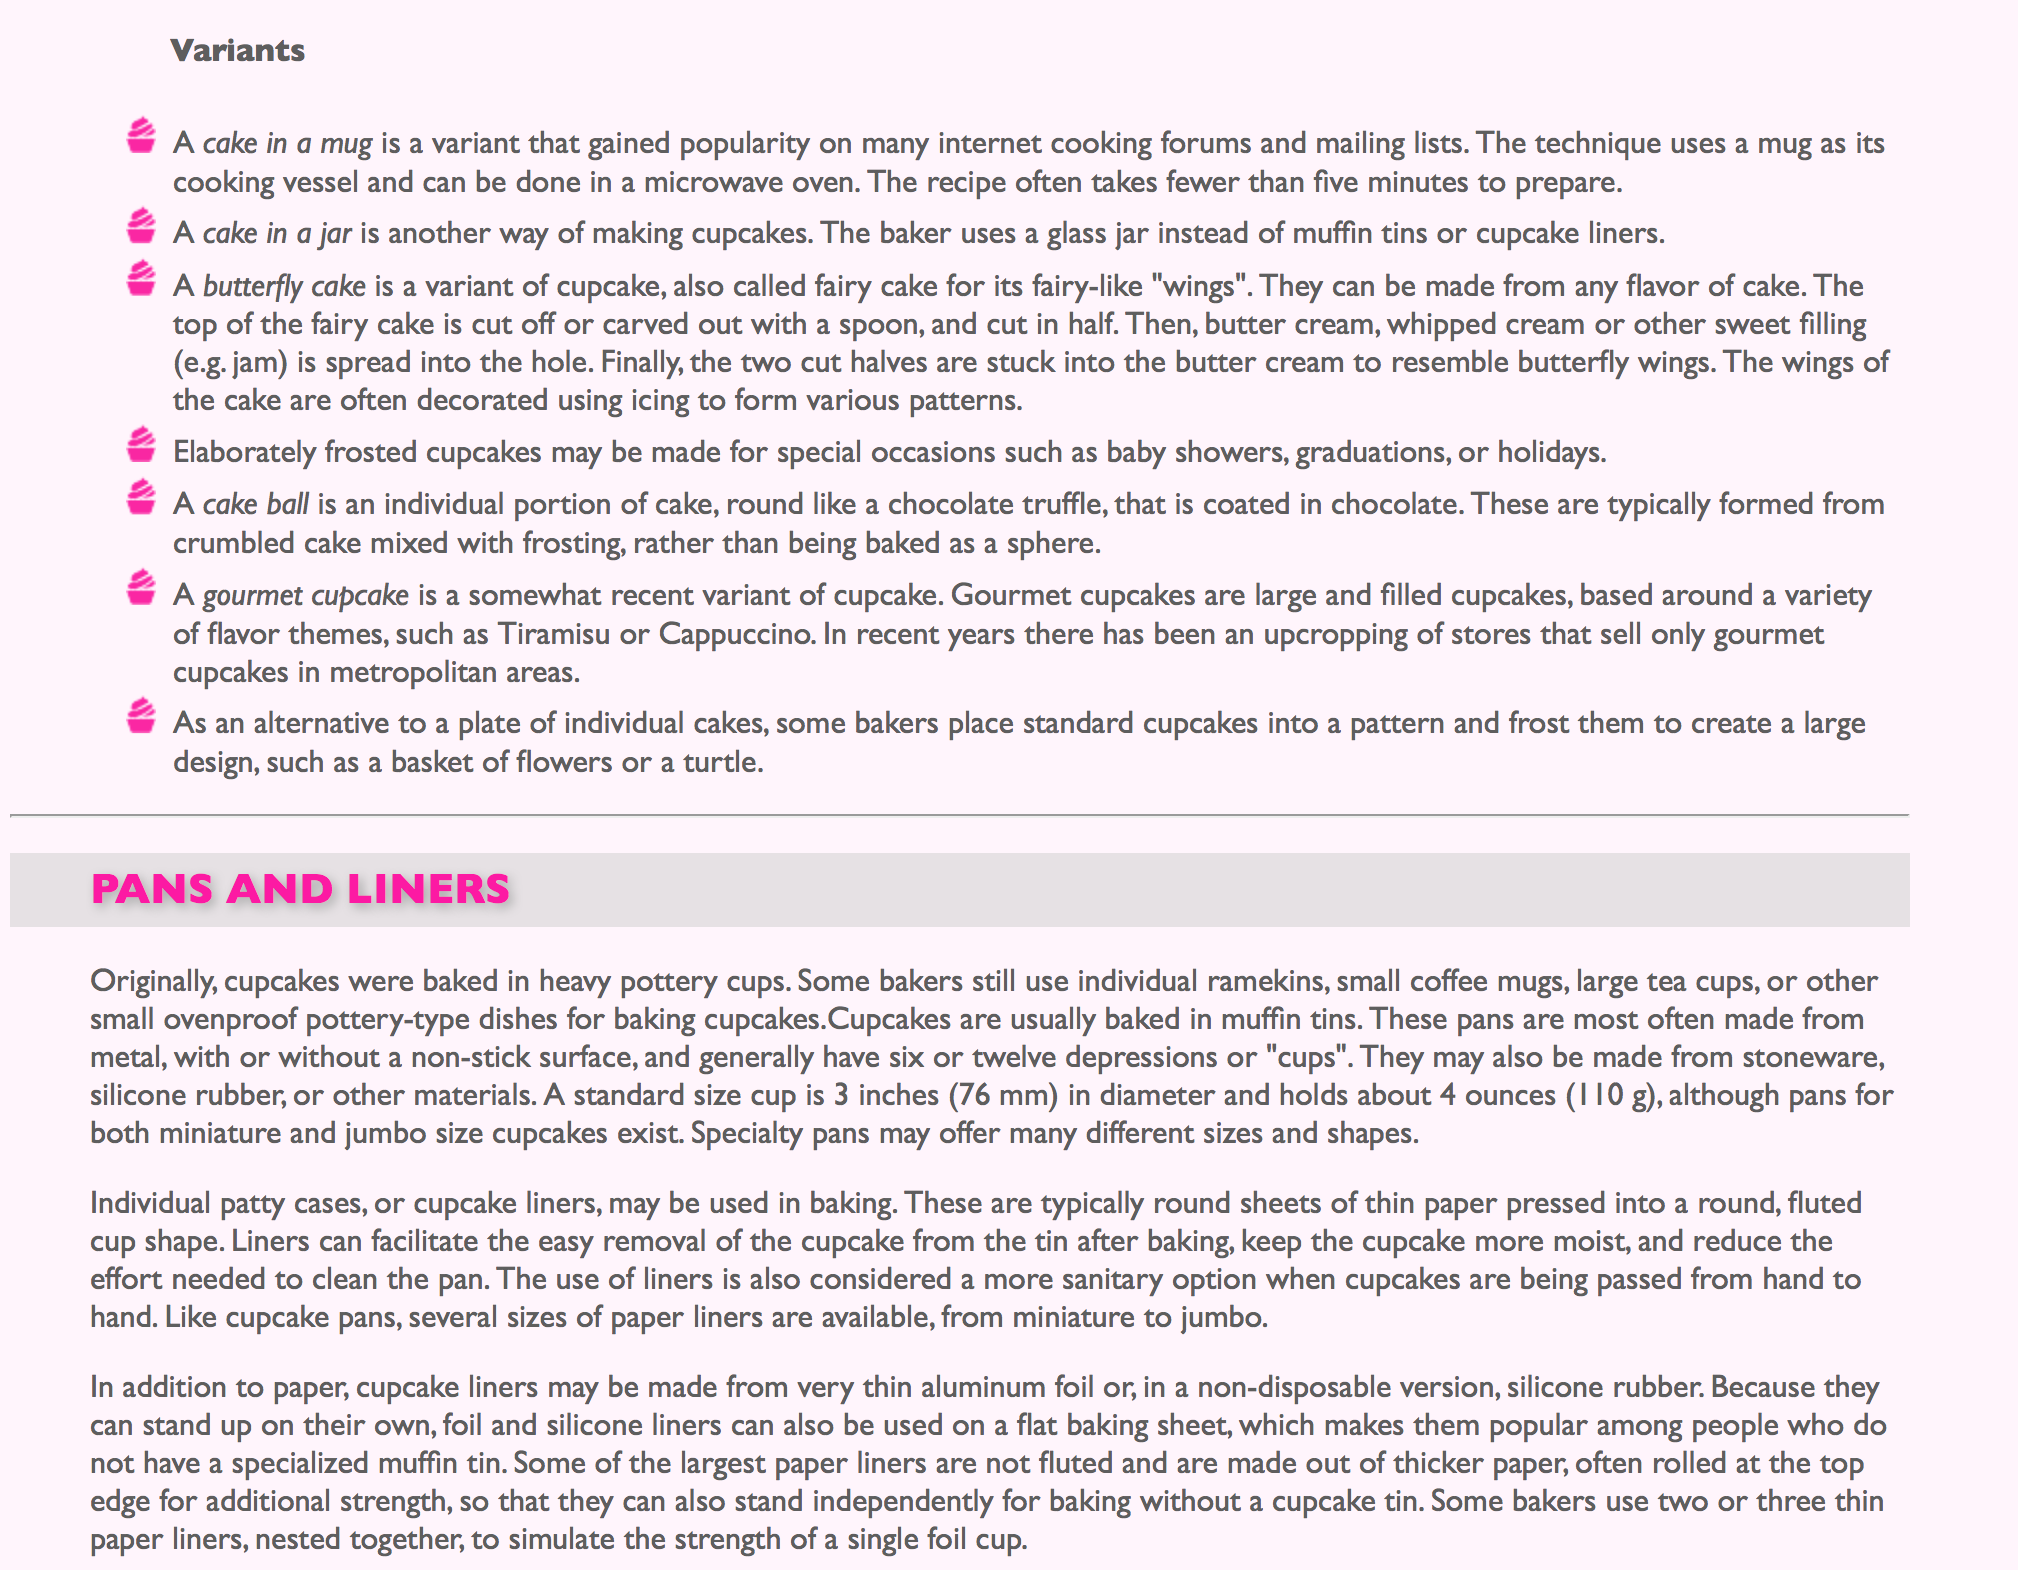 Variants
A cake in a mug is a variant that gained popularity on many internet cooking forums and mailing lists. The technique uses a mug as its
cooking vessel and can be done in a microwave oven. The recipe often takes fewer than five minutes to prepare.
A cake in a jar is another way of making cupcakes. The baker uses a glass jar instead of muffin tins or cupcake liners.
A butterfly cake is a variant of cupcake, also called fairy cake for its fairy-like "wings". They can be made from any flavor of cake. The
top of the fairy cake is cut off or carved out with a spoon, and cut in half. Then, butter cream, whipped cream or other sweet filling
(e.g. jam) is spread into the hole. Finally, the two cut halves are stuck into the butter cream to resemble butterfly wings. The wings of
the cake are often decorated using icing to form various patterns.
Elaborately frosted cupcakes may be made for special occasions such as baby showers, graduations, or holidays.
A cake ball is an individual portion of cake, round like a chocolate truffle, that is coated in chocolate. These are typically formed from
crumbled cake mixed with frosting, rather than being baked as a sphere.
A gourmet cupcake is a somewhat recent variant of cupcake. Gourmet cupcakes are large and filled cupcakes, based around a variety
of flavor themes, such as Tiramisu or Cappuccino. In recent years there has been an upcropping of stores that sell only gourmet
cupcakes in metropolitan areas.
As an alternative to a plate of individual cakes, some bakers place standard cupcakes into a pattern and frost them to create a large
design, such as a basket of flowers or a turtle.
PANS AND LINERS
Originally, cupcakes were baked in heavy pottery cups. Some bakers still use individual ramekins, small coffee mugs, large tea cups, or other
small ovenproof pottery-type dishes for baking cupcakes.Cupcakes are usually baked in muffin tins. These pans are most often made from
metal, with or without a non-stick surface, and generally have six or twelve depressions or "cups". They may also be made from stoneware,
silicone rubber, or other materials. A standard size cup is 3 inches (76 mm) in diameter and holds about 4 ounces (110 g), although pans for
both miniature and jumbo size cupcakes exist. Specialty pans may offer many different sizes and shapes.
Individual patty cases, or cupcake liners, may be used in baking. These are typically round sheets of thin paper pressed into a round, fluted
cup shape. Liners can facilitate the easy removal of the cupcake from the tin after baking, keep the cupcake more moist, and reduce the
effort needed to clean the pan. The use of liners is also considered a more sanitary option when cupcakes are being passed from hand to
hand. Like cupcake pans, several sizes of paper liners are available, from miniature to jumbo.
In addition to paper, cupcake liners may be made from very thin aluminum foil or, in a non-disposable version, silicone rubber. Because they
can stand up on their own, foil and silicone liners can also be used on a flat baking sheet, which makes them popular among people who do
not have a specialized muffin tin. Some of the largest paper liners are not fluted and are made out of thicker paper, often rolled at the top
edge for additional strength, so that they can also stand independently for baking without a cupcake tin. Some bakers use two or three thin
paper liners, nested together, to simulate the strength of a single foil cup.